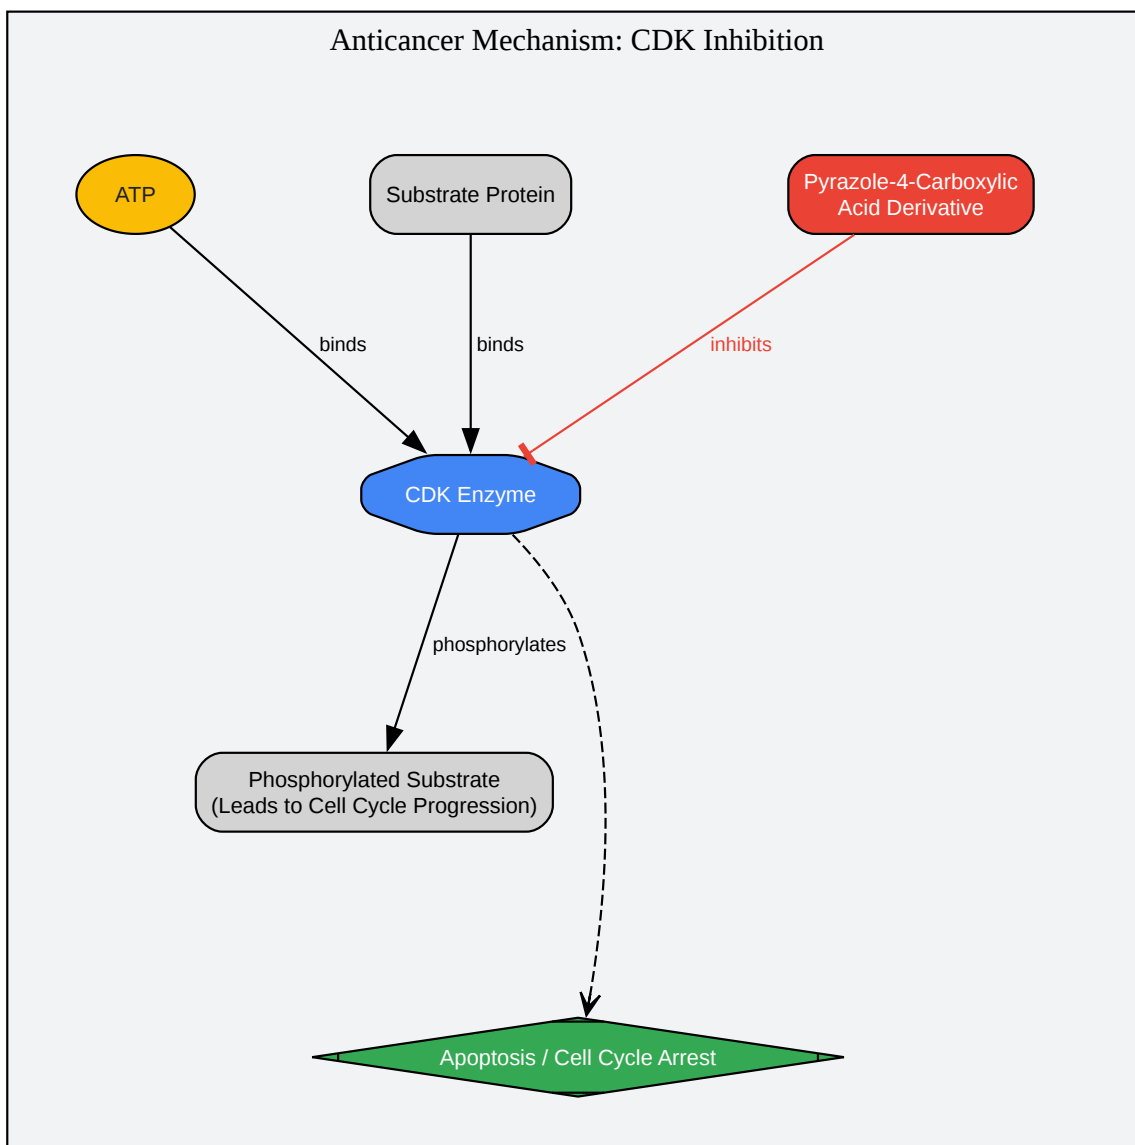 Anticancer Mechanism: CDK Inhibition
ATP
Substrate Protein
Pyrazole-4-Carboxylic
Acid Derivative
binds
binds
inhibits
CDK Enzyme
phosphorylates
Phosphorylated Substrate
(Leads to Cell Cycle Progression)
Apoptosis / Cell Cycle Arrest